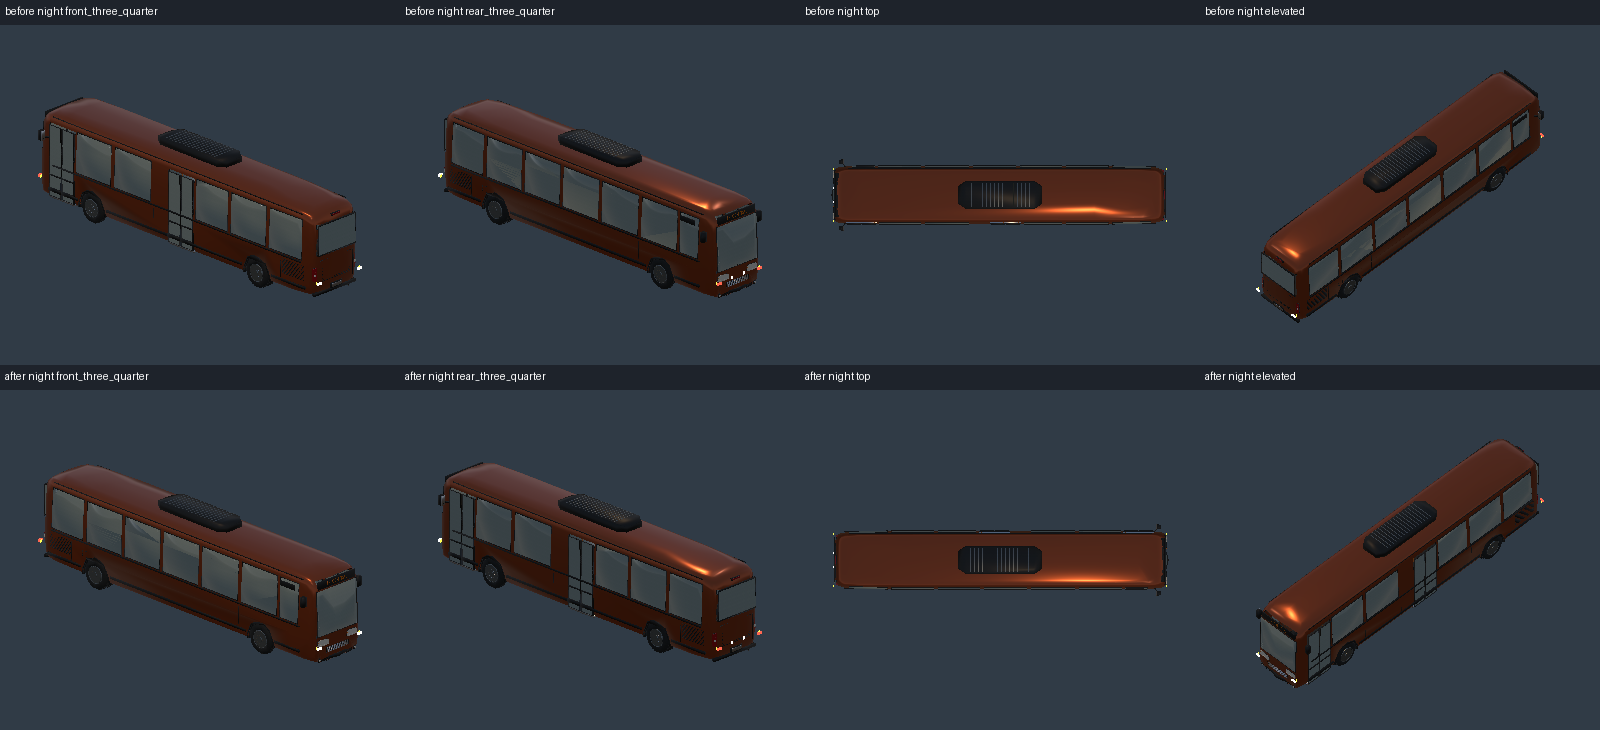 before night front_three_quarter
before night rear_three_quarter
before night top
before night elevated
after night front_three_quarter
after night rear_three_quarter
after night top
after night elevated